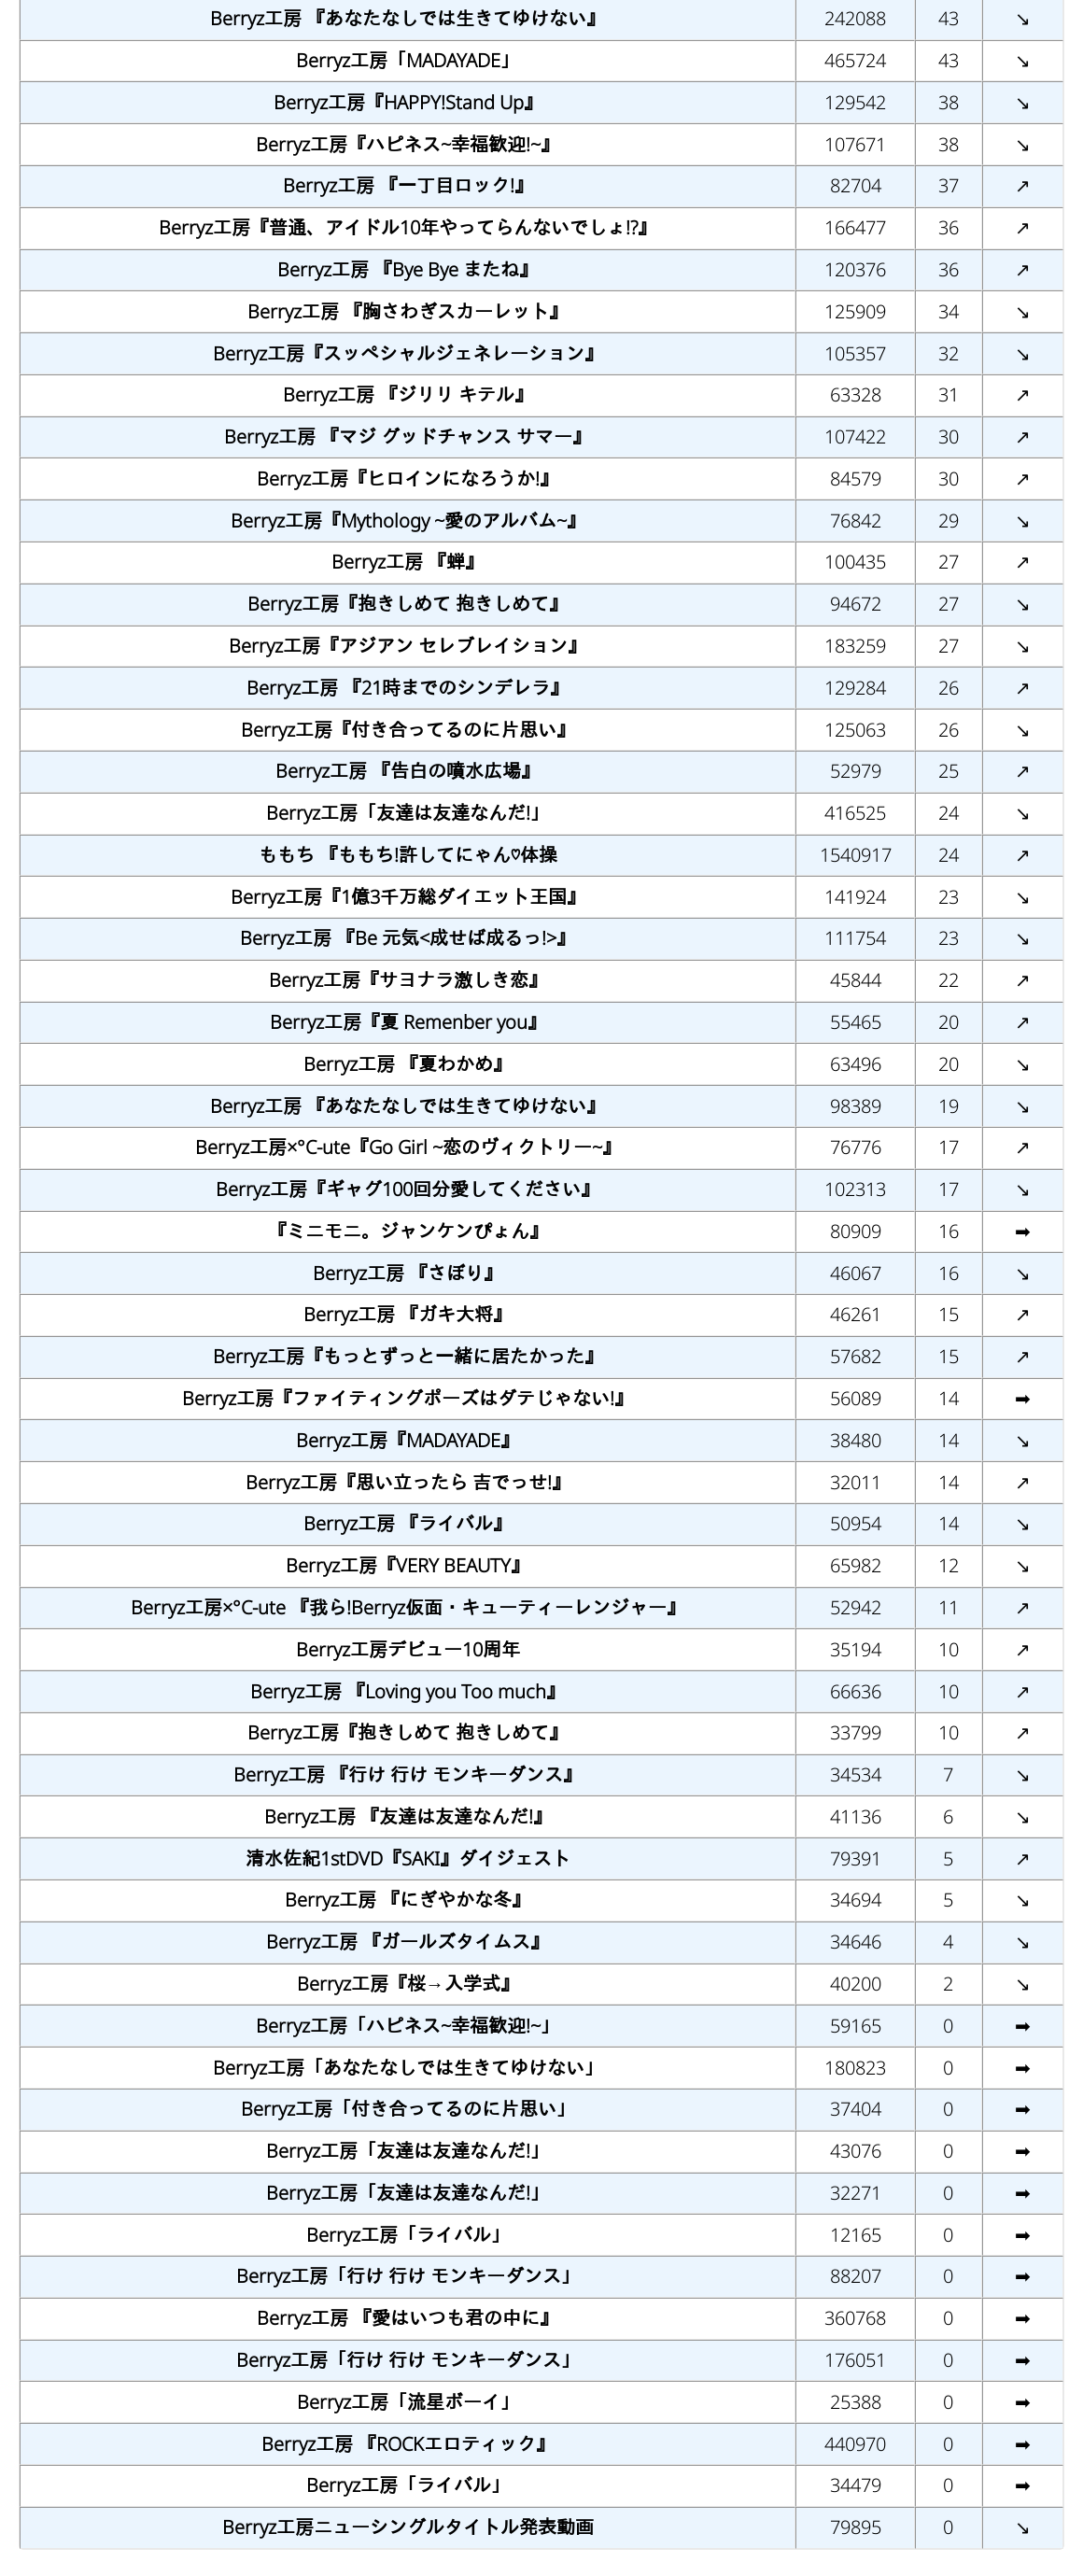 Berryz工房 『あなたなしでは生きてゆけない』 242088 43 ↘
Berryz工房「MADAYADE」 465724 43 ↘
Berryz工房『HAPPY!Stand Up』 129542 38 ↘
Berryz工房『ハピネス~幸福歓迎!~』 107671 38 ↘
Berryz工房 『一丁目ロック!』 82704 37 ↗
Berryz工房『普通、アイドル10年やってらんないでしょ!?』 166477 36 ↗
Berryz工房 『Bye Bye またね』 120376 36 ↗
Berryz工房 『胸さわぎスカーレット』 125909 34 ↘
Berryz工房『スッペシャルジェネレーション』 105357 32 ↘
Berryz工房 『ジリリ キテル』 63328 31 ↗
Berryz工房 『マジ グッドチャンス サマー』 107422 30 ↗
Berryz工房『ヒロインになろうか!』 84579 30 ↗
Berryz工房『Mythology ~愛のアルバム~』 76842 29 ↘
Berryz工房 『蝉』 100435 27 ↗
Berryz工房『抱きしめて 抱きしめて』 94672 27 ↘
Berryz工房『アジアン セレブレイション』 183259 27 ↘
Berryz工房 『21時までのシンデレラ』 129284 26 ↗
Berryz工房『付き合ってるのに片思い』 125063 26 ↘
Berryz工房 『告白の噴水広場』 52979 25 ↗
Berryz工房「友達は友達なんだ!」 416525 24 ↘
ももち 『ももち!許してにゃん♡体操 1540917 24 ↗
Berryz工房『1億3千万総ダイエット王国』 141924 23 ↘
Berryz工房 『Be 元気<成せば成るっ!>』 111754 23 ↘
Berryz工房『サヨナラ激しき恋』 45844 22 ↗
Berryz工房『夏 Remenber you』 55465 20 ↗
Berryz工房 『夏わかめ』 63496 20 ↘
Berryz工房 『あなたなしでは生きてゆけない』 98389 19 ↘
Berryz工房×℃-ute『Go Girl ~恋のヴィクトリー~』 76776 17 ↗
Berryz工房『ギャグ100回分愛してください』 102313 17 ↘
『ミニモニ。ジャンケンぴょん』 80909 16 ➡
Berryz工房 『さぼり』 46067 16 ↘
Berryz工房 『ガキ大将』 46261 15 ↗
Berryz工房『もっとずっと一緒に居たかった』 57682 15 ↗
Berryz工房『ファイティングポーズはダテじゃない!』 56089 14 ➡
Berryz工房『MADAYADE』 38480 14 ↘
Berryz工房『思い立ったら 吉でっせ!』 32011 14 ↗
Berryz工房 『ライバル』 50954 14 ↘
Berryz工房『VERY BEAUTY』 65982 12 ↘
Berryz工房×℃-ute 『我ら!Berryz仮面・キューティーレンジャー』 52942 11 ↗
Berryz工房デビュー10周年 35194 10 ↗
Berryz工房 『Loving you Too much』 66636 10 ↗
Berryz工房『抱きしめて 抱きしめて』 33799 10 ↗
Berryz工房 『行け 行け モンキーダンス』 34534 7 ↘
Berryz工房 『友達は友達なんだ!』 41136 6 ↘
清水佐紀1stDVD『SAKI』ダイジェスト 79391 5 ↗
Berryz工房 『にぎやかな冬』 34694 5 ↘
Berryz工房 『ガールズタイムス』 34646 4 ↘
Berryz工房『桜→入学式』 40200 2 ↘
Berryz工房「ハピネス~幸福歓迎!~」 59165 0 ➡
Berryz工房「あなたなしでは生きてゆけない」 180823 0 ➡
Berryz工房「付き合ってるのに片思い」 37404 0 ➡
Berryz工房「友達は友達なんだ!」 43076 0 ➡
Berryz工房「友達は友達なんだ!」 32271 0 ➡
Berryz工房「ライバル」 12165 0 ➡
Berryz工房「行け 行け モンキーダンス」 88207 0 ➡
Berryz工房 『愛はいつも君の中に』 360768 0 ➡
Berryz工房「行け 行け モンキーダンス」 176051 0 ➡
Berryz工房「流星ボーイ」 25388 0 ➡
Berryz工房 『ROCKエロティック』 440970 0 ➡
Berryz工房「ライバル」 34479 0 ➡
Berryz工房ニューシングルタイトル発表動画 79895 0 ↘